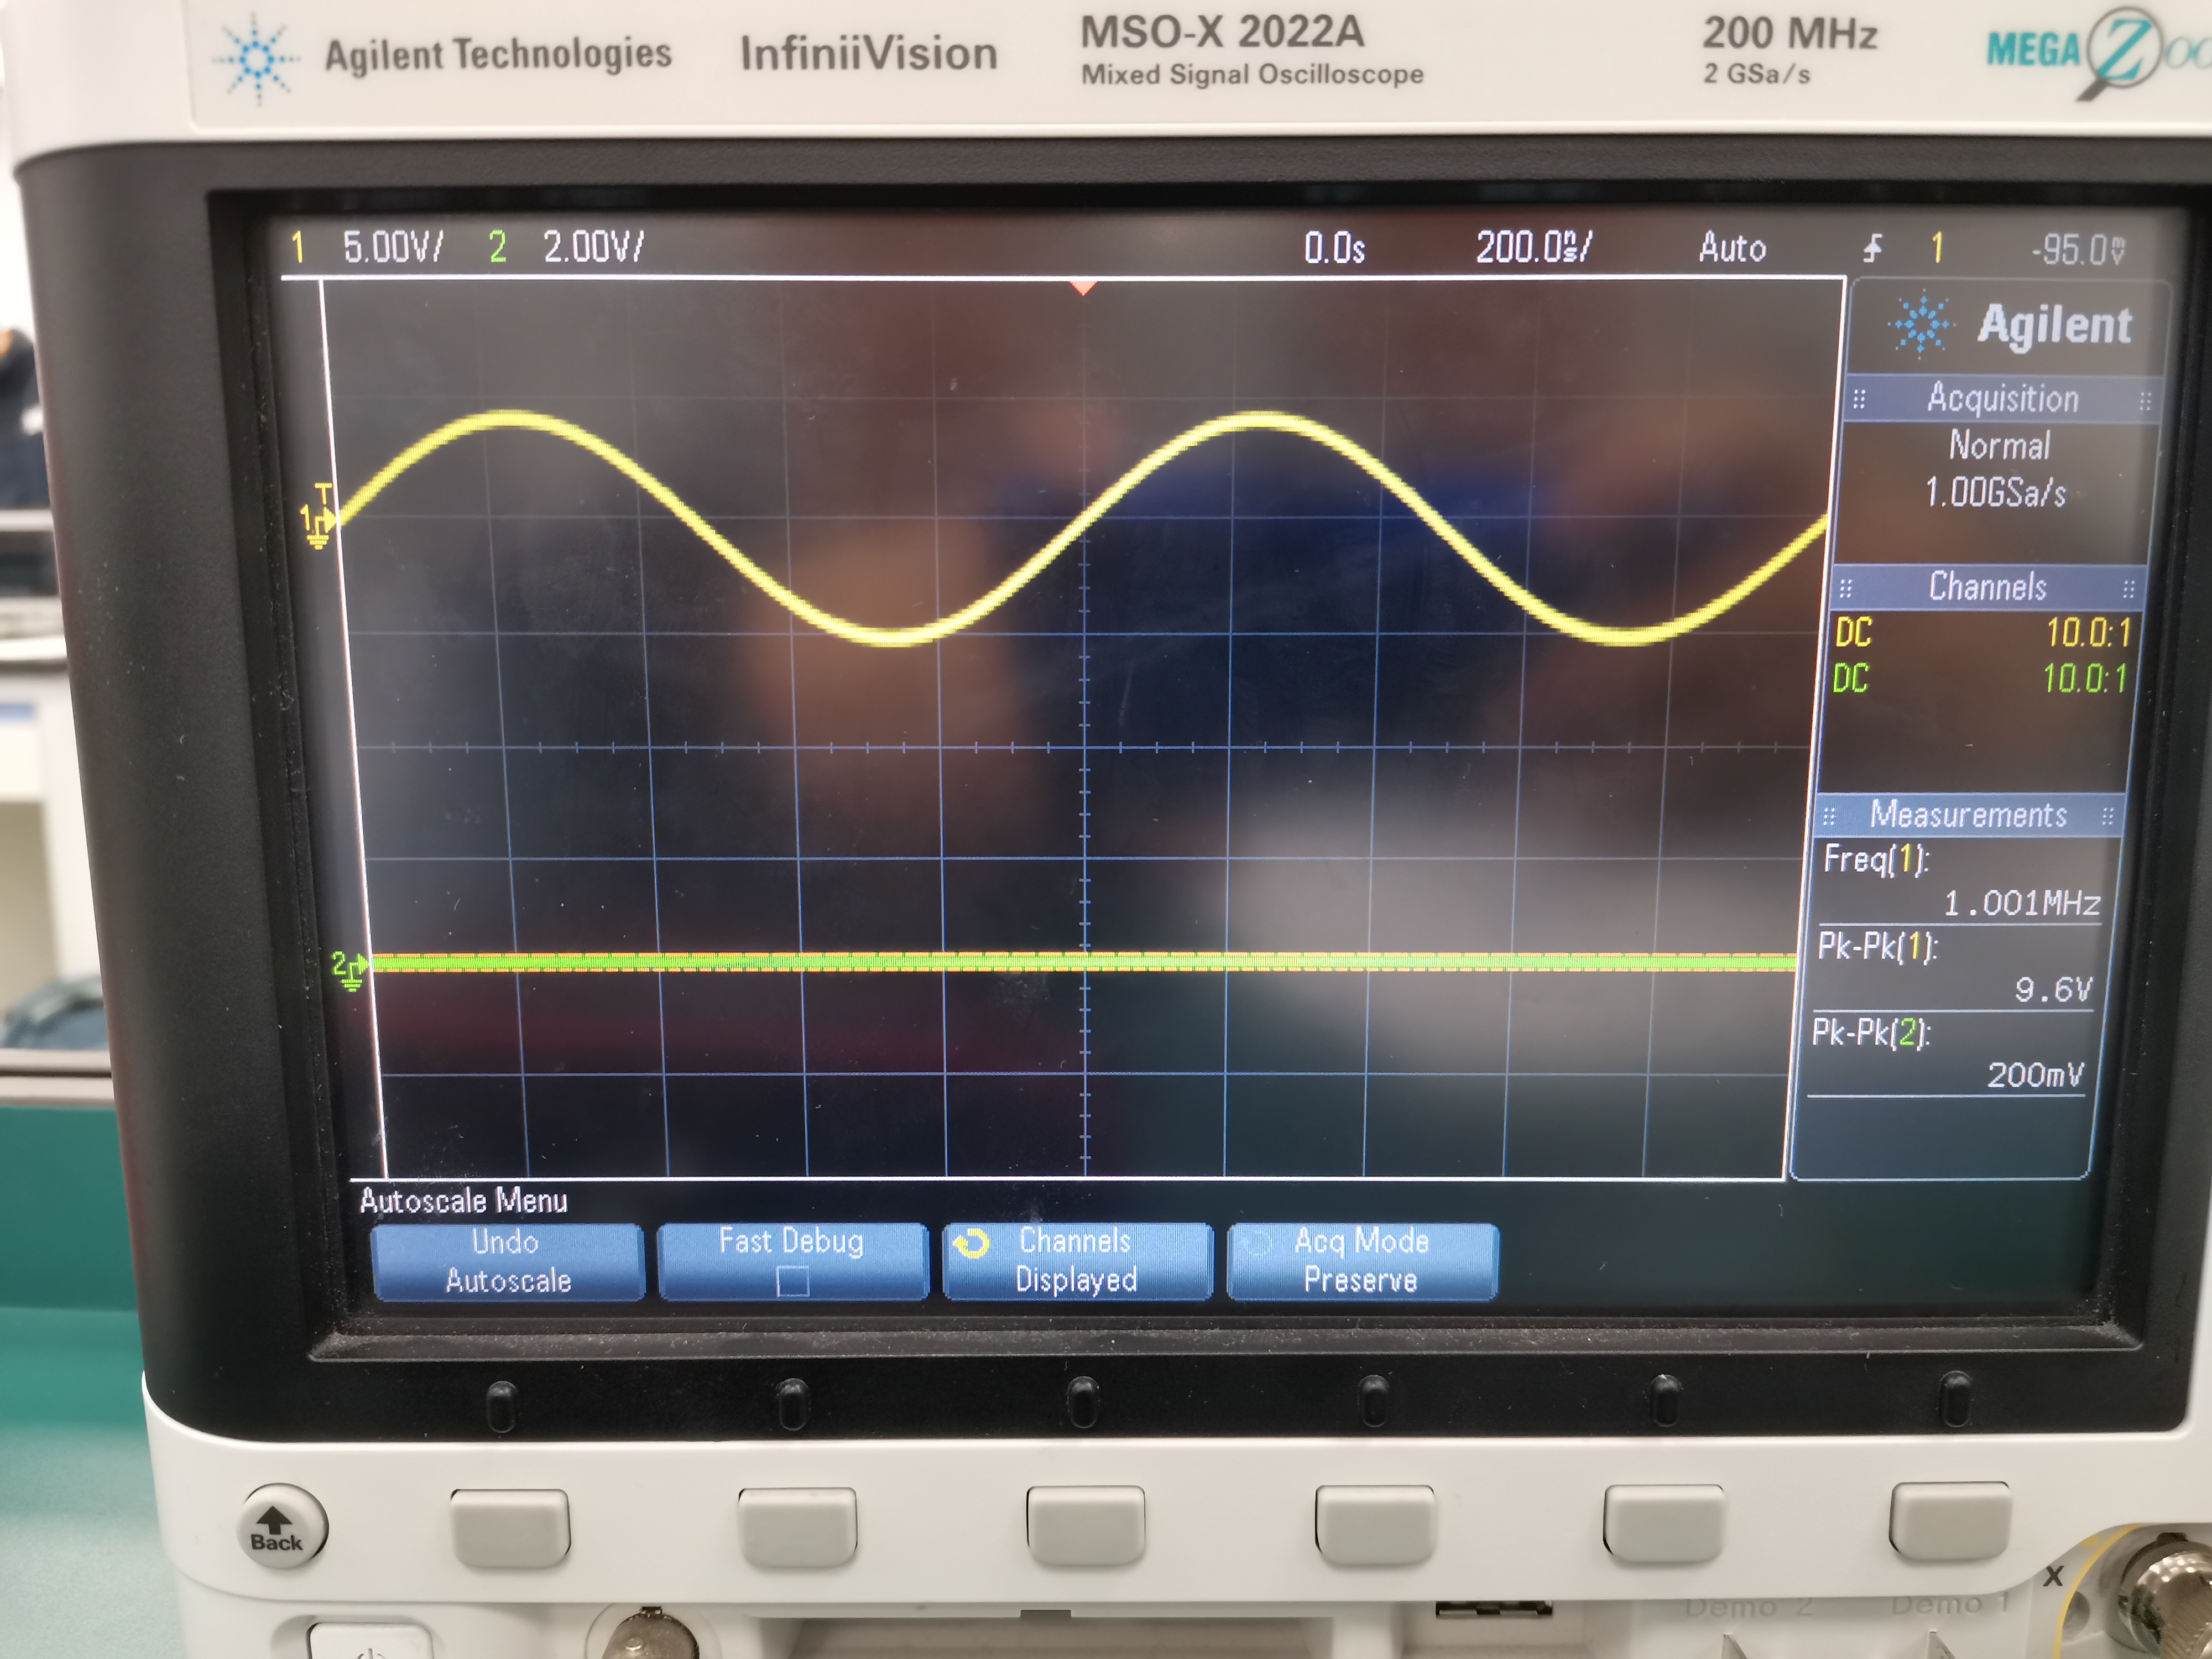 Agilent Technologies InfiniiVision MSO-X 2022A 200 MHz MEGA Zoo
Mixed Signal Oscilloscope 2 GSa/s
1 5.00V/ 2 2.00V/ 0.0s 200.0ns/ Auto 1 -95.0mV
Agilent
Acquisition
Normal
1.00GSa/s
T
1
Channels
DC 10.0:1
DC 10.0:1
Measurements
Freq(1):
1.001MHz
Pk-Pk(1):
9.6V
2
Pk-Pk(2):
200mV
Autoscale Menu
Undo Fast Debug Channels Acq Mode
Autoscale Displayed Preserve
Back
X
Demo 2 Demo 1